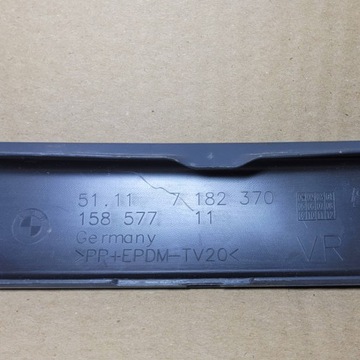 51.11 7 182 370
158 577 11
Germany
>PP+EPDM-TV20<
VR